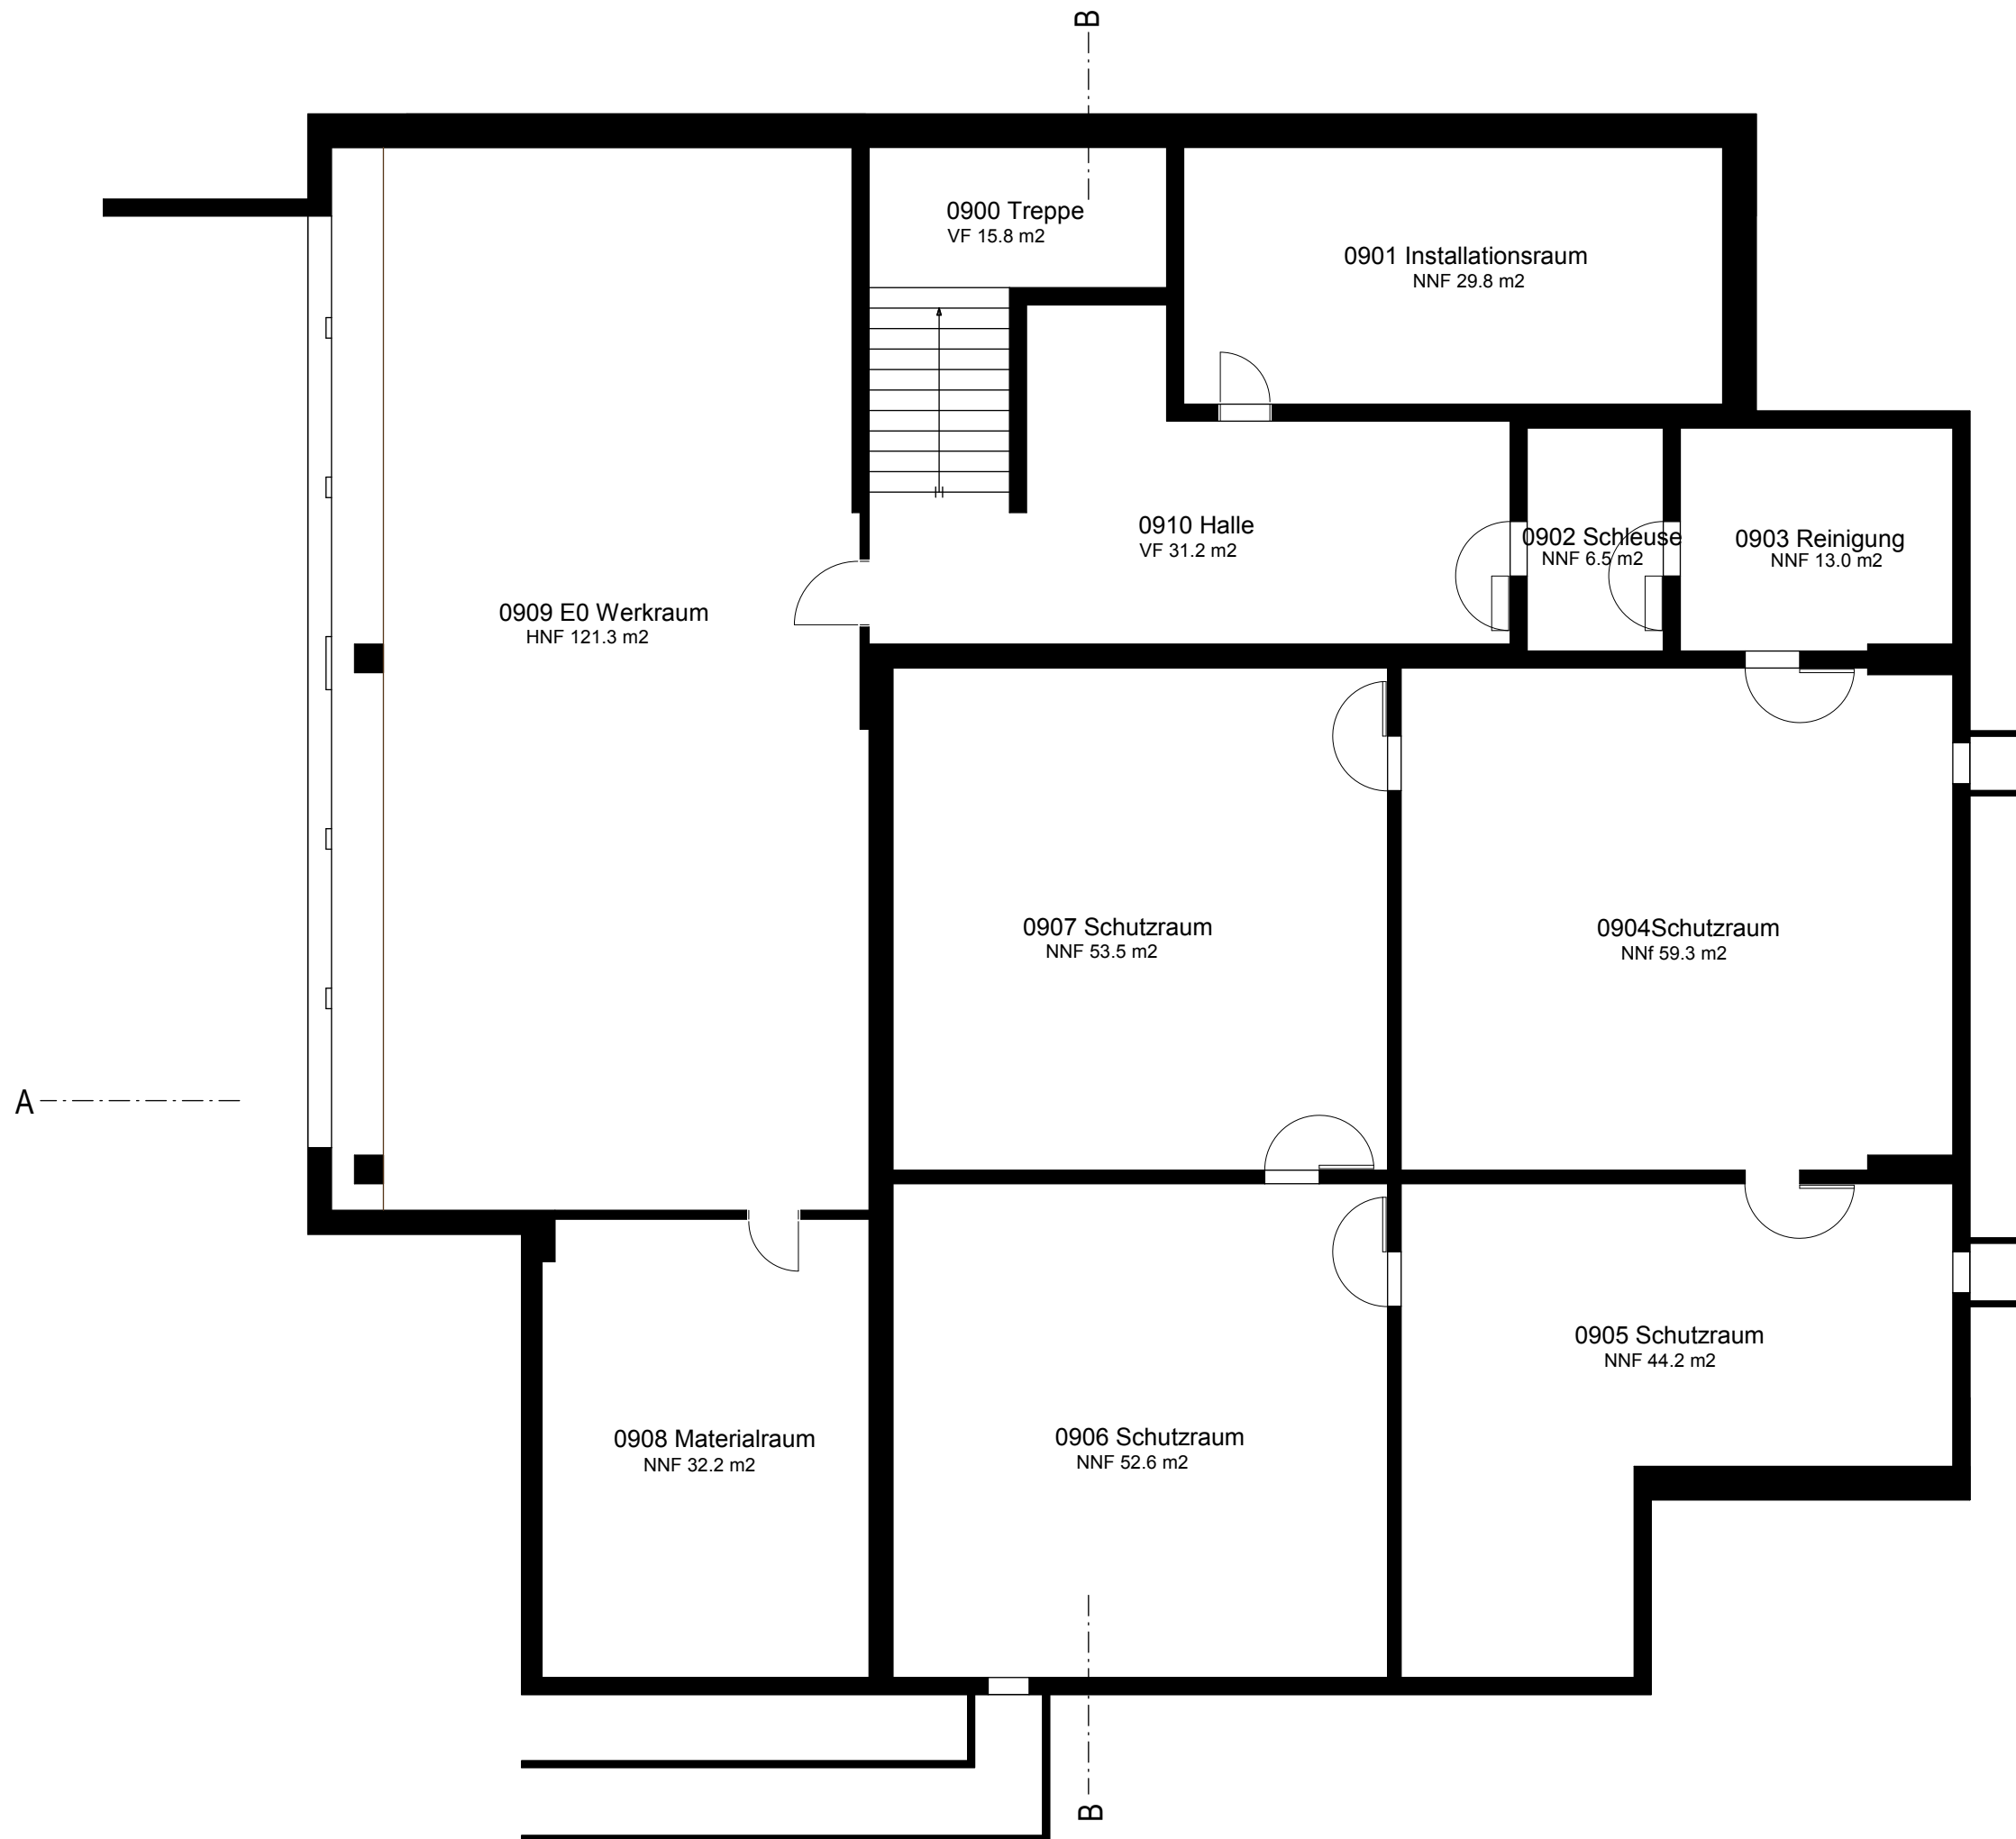 B
0900 Treppe
VF 15.8 m2
0901 Installationsraum
NNF 29.8 m2
0910 Halle
VF 31.2 m2
0902 Schleuse
NNF 6.5 m2
0903 Reinigung
NNF 13.0 m2
0909 E0 Werkraum
HNF 121.3 m2
0907 Schutzraum
NNF 53.5 m2
0904Schutzraum
NNf 59.3 m2
A
0905 Schutzraum
NNF 44.2 m2
0908 Materialraum
NNF 32.2 m2
0906 Schutzraum
NNF 52.6 m2
B